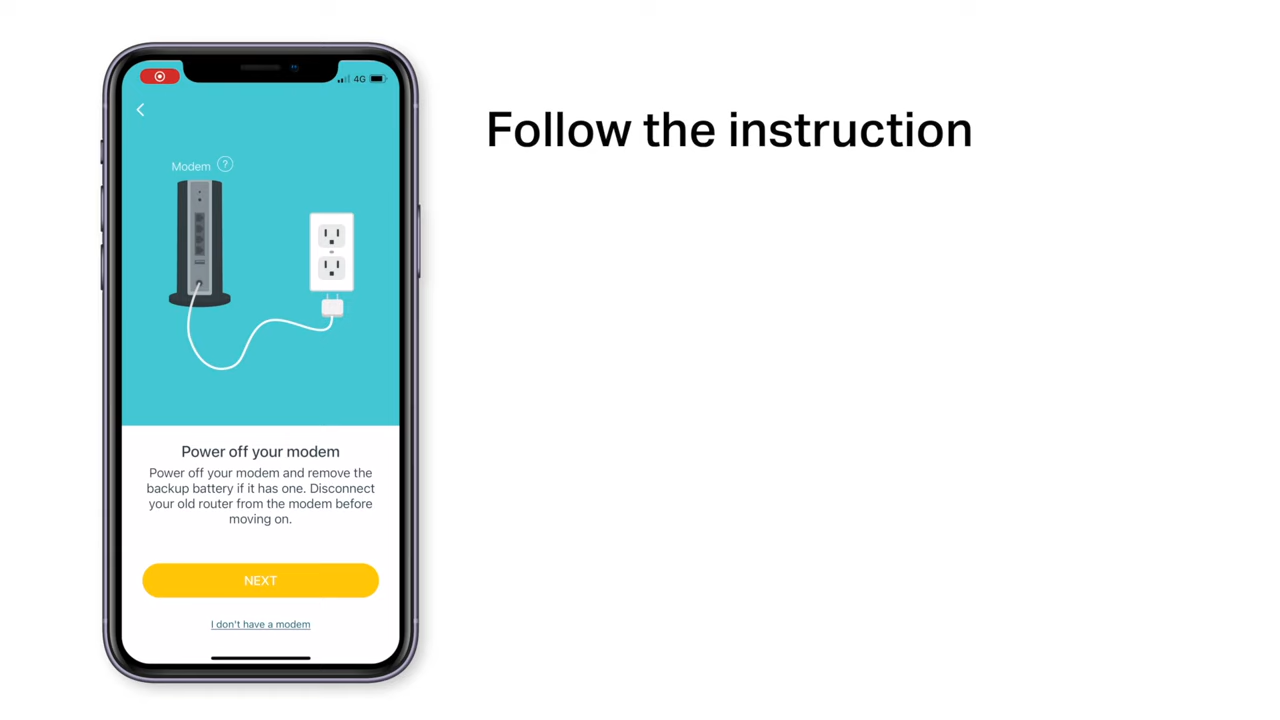 Follow the instruction
4G
Modem ?
Power off your modem
Power off your modem and remove the
backup battery if it has one. Disconnect
your old router from the modem before
moving on.
NEXT
I don't have a modem